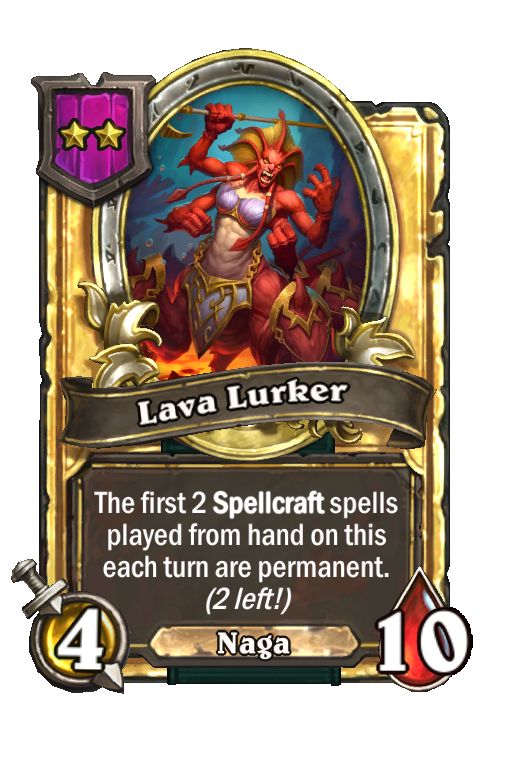 Lava Lurker
The first 2 Spellcraft spells
played from hand on this
each turn are permanent.
(2 left!)
4
Naga
10